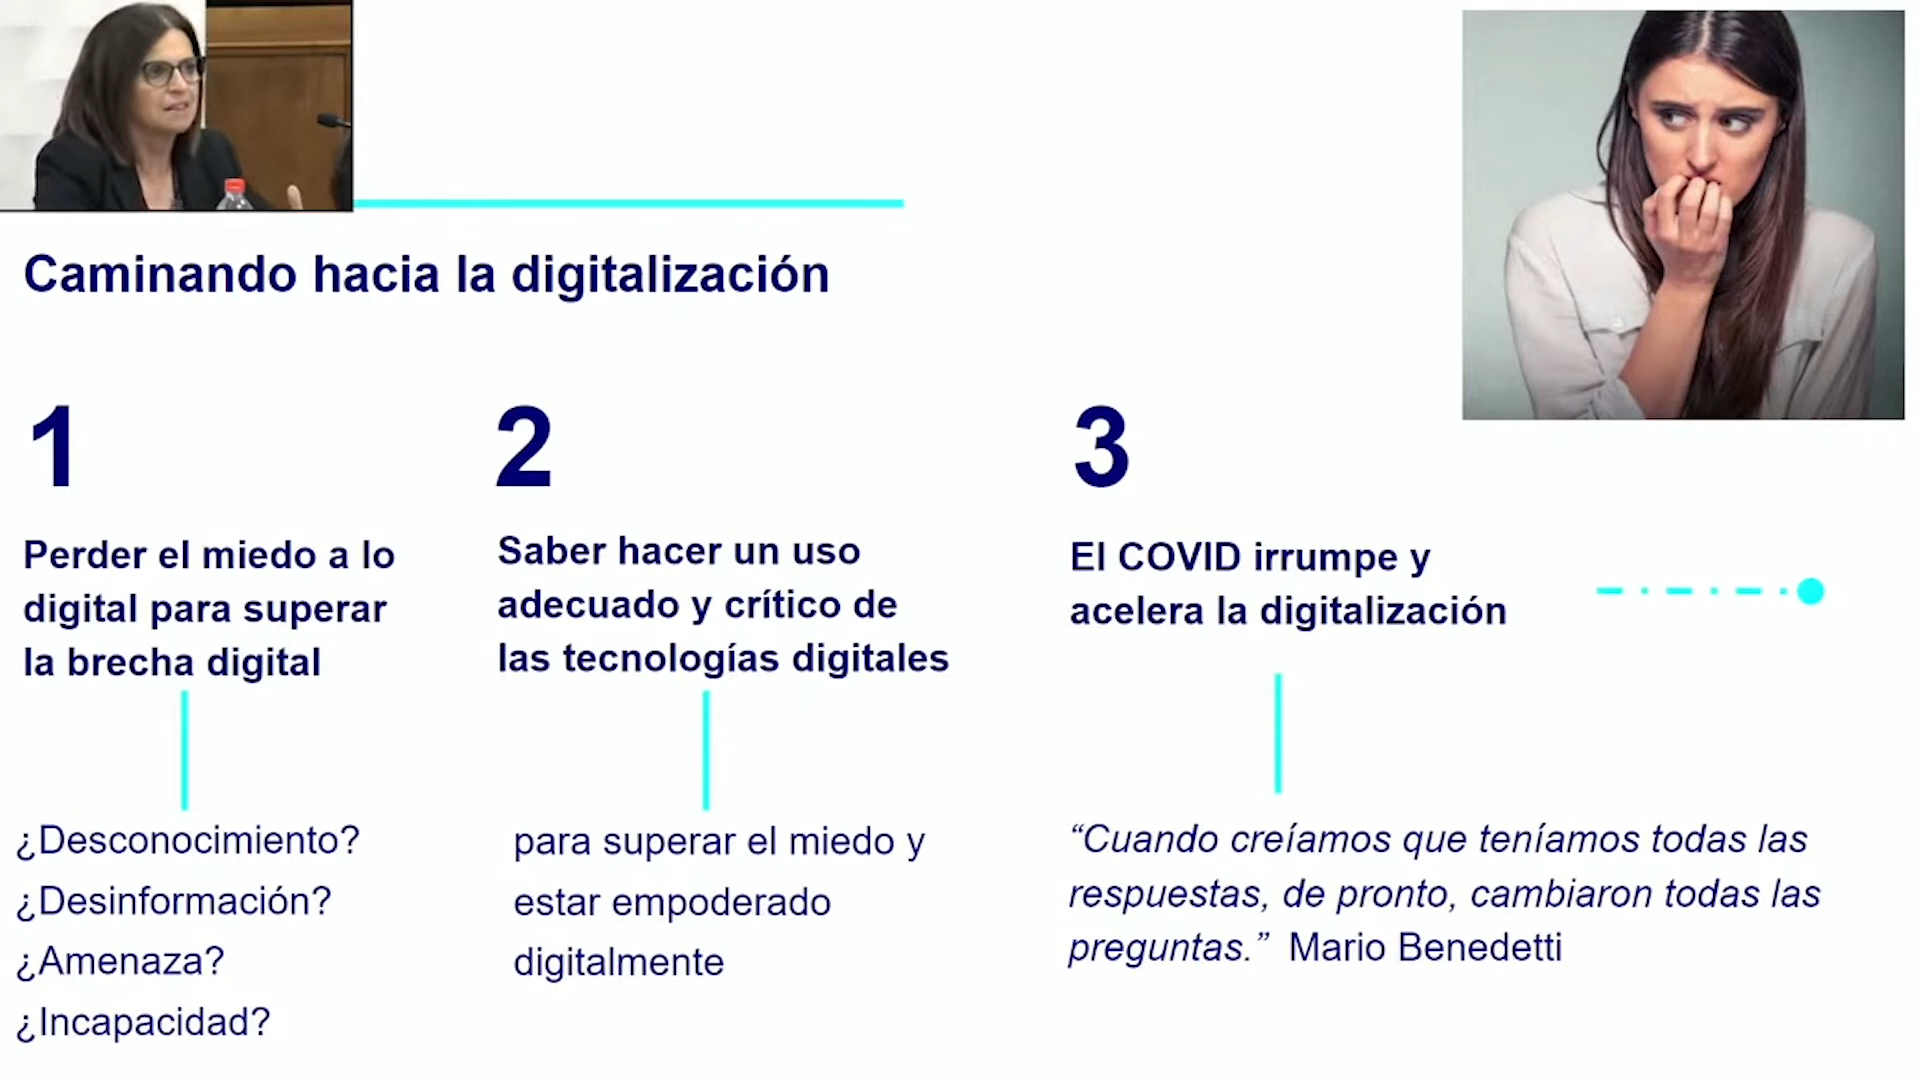 Caminando hacia la digitalización
1
Perder el miedo a lo
digital para superar
la brecha digital
¿Desconocimiento?
¿Desinformación?
¿Amenaza?
¿Incapacidad?
2
Saber hacer un uso
adecuado y crítico de
las tecnologías digitales
para superar el miedo y
estar empoderado
digitalmente
3
El COVID irrumpe y
acelera la digitalización
“Cuando creíamos que teníamos todas las
respuestas, de pronto, cambiaron todas las
preguntas.” Mario Benedetti